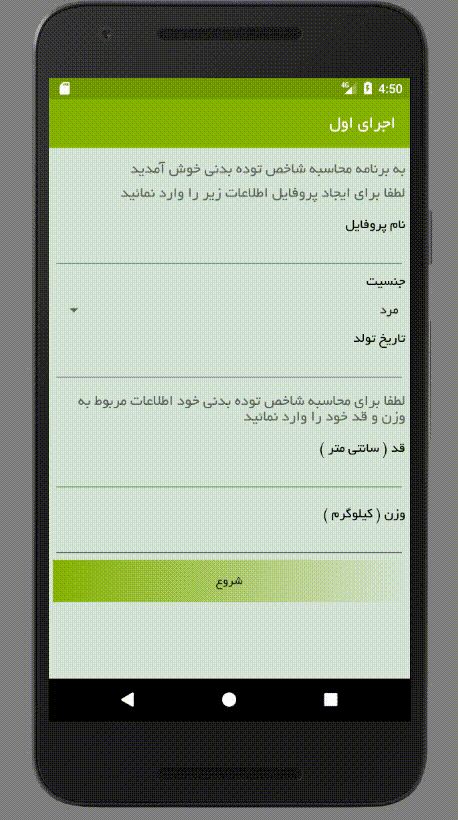 4G 4:50
اجرای اول
به برنامه محاسبه شاخص توده بدنی خوش آمدید
لطفا برای ایجاد پروفایل اطلاعات زیر را وارد نمائید
نام پروفایل
جنسیت
مرد
تاریخ تولد
لطفا برای محاسبه شاخص توده بدنی خود اطلاعات مربوط به
وزن و قد خود را وارد نمائید
قد ( سانتی متر )
وزن ( کیلوگرم )
شروع